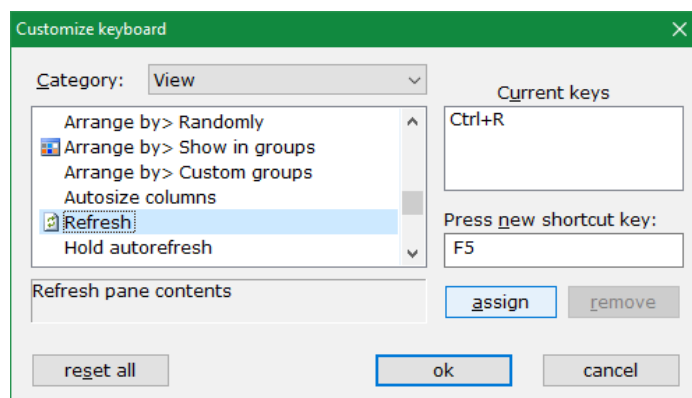 Customize keyboard
Category: View
Current keys
Arrange by> Randomly
Arrange by> Show in groups
Arrange by> Custom groups
Autosize columns
Refresh
Hold autorefresh
Ctrl+R
Press new shortcut key:
F5
Refresh pane contents
assign
remove
reset all
ok
cancel